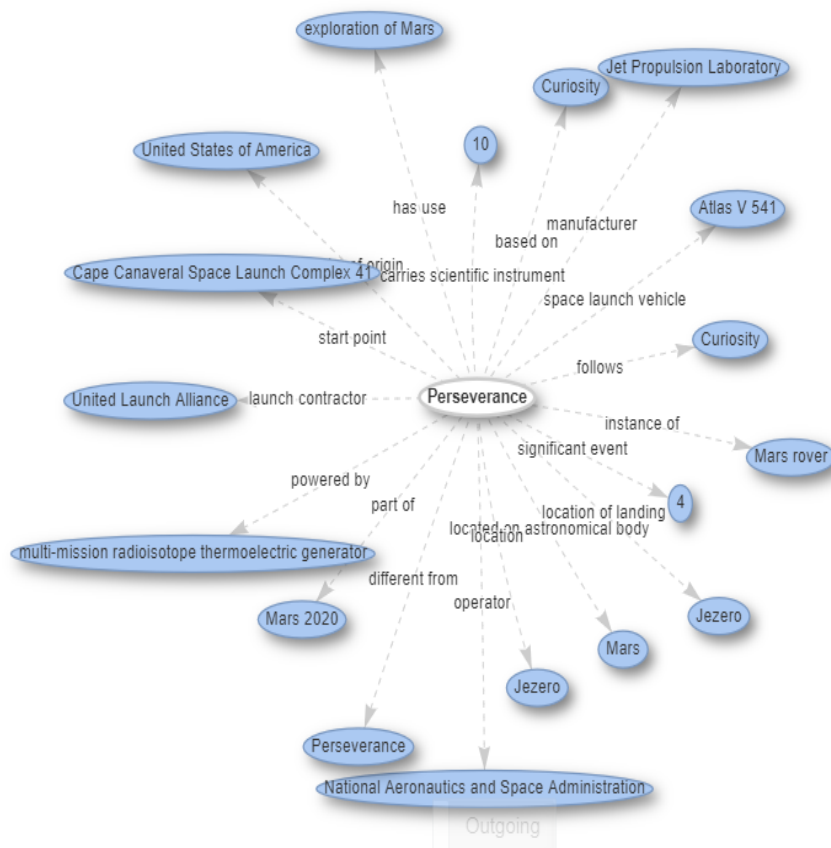 exploration of Mars
Jet Propulsion Laboratory
Curiosity
10
United States of America
has use
Atlas V 541
manufacturer
based on
of origin
Cape Canaveral Space Launch Complex 41
carries scientific instrument
space launch vehicle
start point
Curiosity
follows
Perseverance
United Launch Alliance
launch contractor
instance of
significant event
Mars rover
powered by
part of
4
location of landing
located on astronomical body
location
multi-mission radioisotope thermoelectric generator
different from
operator
Mars 2020
Jezero
Mars
Jezero
Perseverance
National Aeronautics and Space Administration
Outgoing